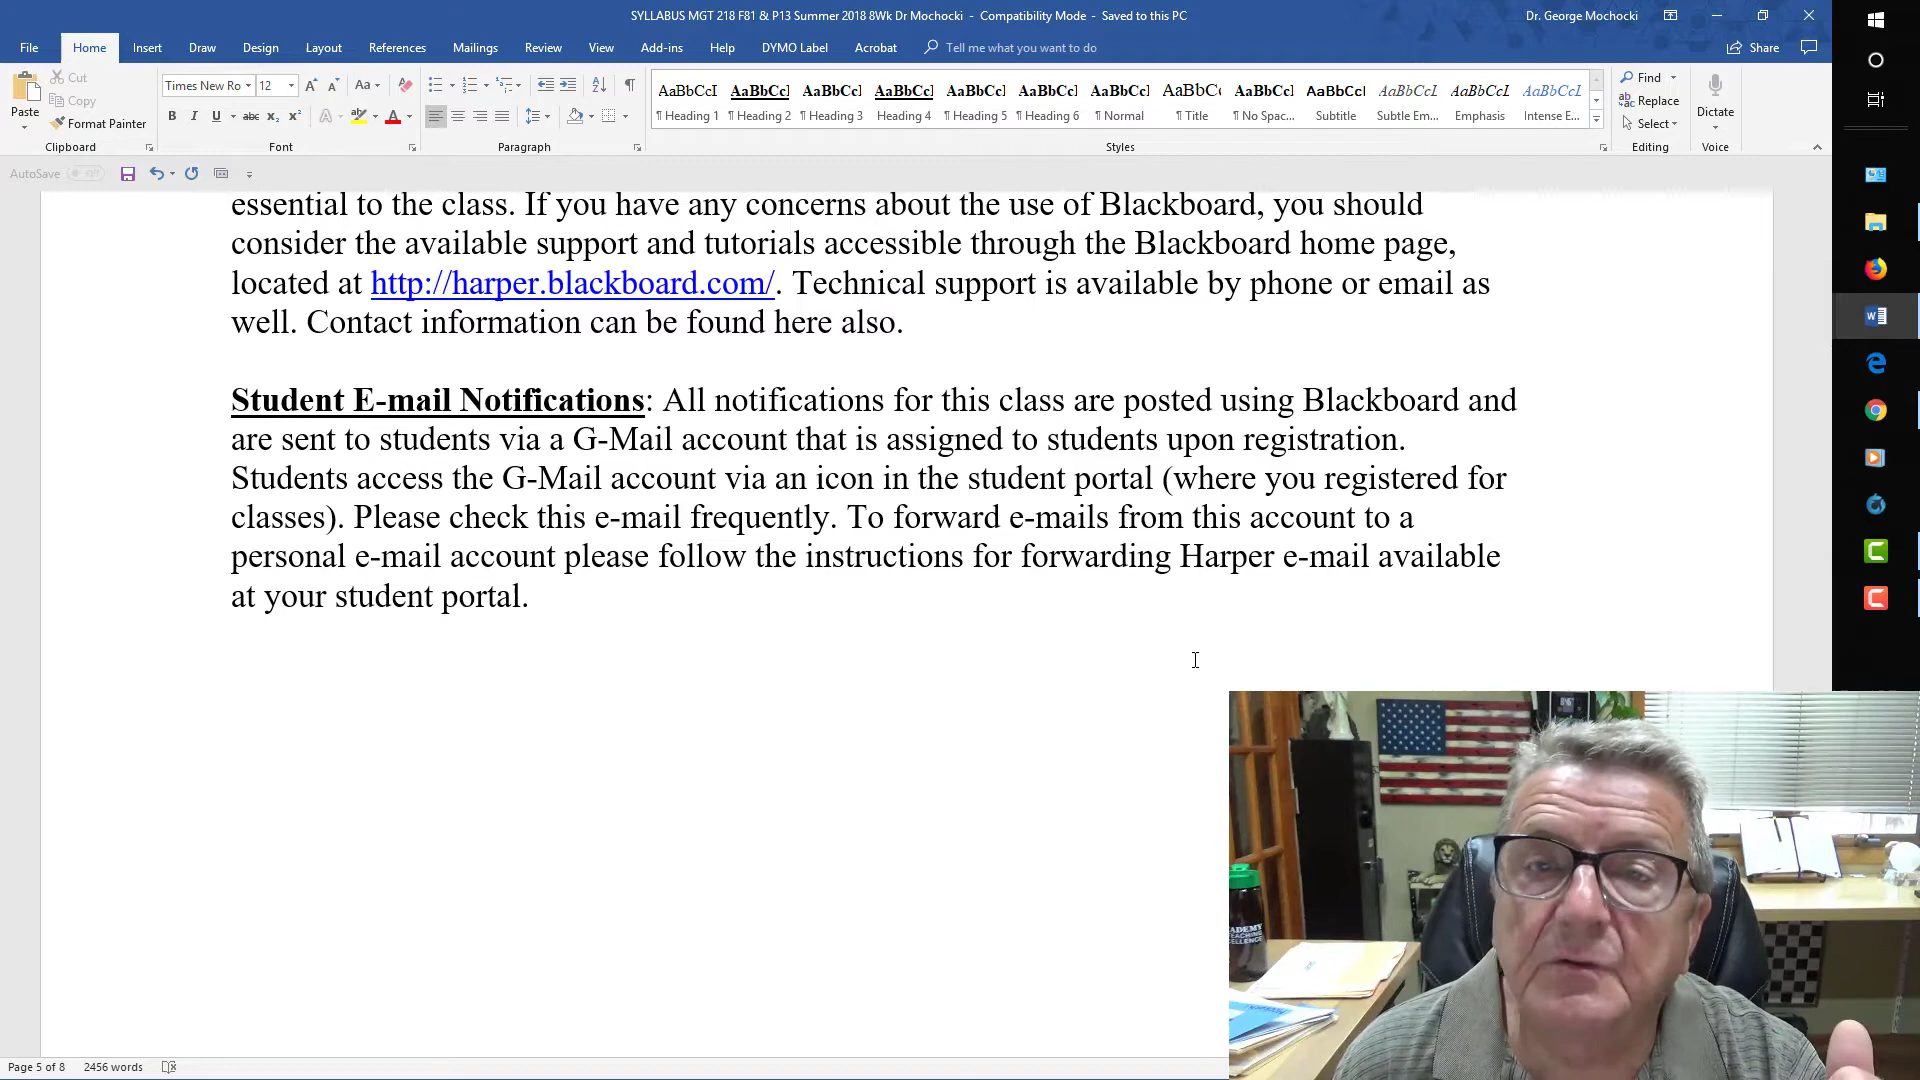 SYLLABUS MGT 218 F81 & P13 Summer 2018 8Wk Dr Mochocki - Compatibility Mode - Saved to this PC
Dr. George Mochocki
File Home Insert Draw Design Layout References Mailings Review View Add-ins Help DYMO Label Acrobat Tell me what you want to do Share
Paste
Cut
Copy
Format Painter
Clipboard
Times New Ro 12
Font
Paragraph
AaBbCcI AaBbCcI AaBbCcI AaBbCcI AaBbCcI AaBbCcI AaBbCcI AaBbCc AaBbCcI AaBbCcI AaBbCcL AaBbCcL AaBbCcL
¶ Heading 1 ¶ Heading 2 ¶ Heading 3 Heading 4 ¶ Heading 5 ¶ Heading 6 ¶ Normal ¶ Title ¶ No Spac... Subtitle Subtle Em... Emphasis Intense E...
Styles
Find
Replace
Select
Editing
Dictate
Voice
AutoSave Off
essential to the class. If you have any concerns about the use of Blackboard, you should
consider the available support and tutorials accessible through the Blackboard home page,
located at http://harper.blackboard.com/. Technical support is available by phone or email as
well. Contact information can be found here also.
Student E-mail Notifications: All notifications for this class are posted using Blackboard and
are sent to students via a G-Mail account that is assigned to students upon registration.
Students access the G-Mail account via an icon in the student portal (where you registered for
classes). Please check this e-mail frequently. To forward e-mails from this account to a
personal e-mail account please follow the instructions for forwarding Harper e-mail available
at your student portal.
Page 5 of 8 2456 words